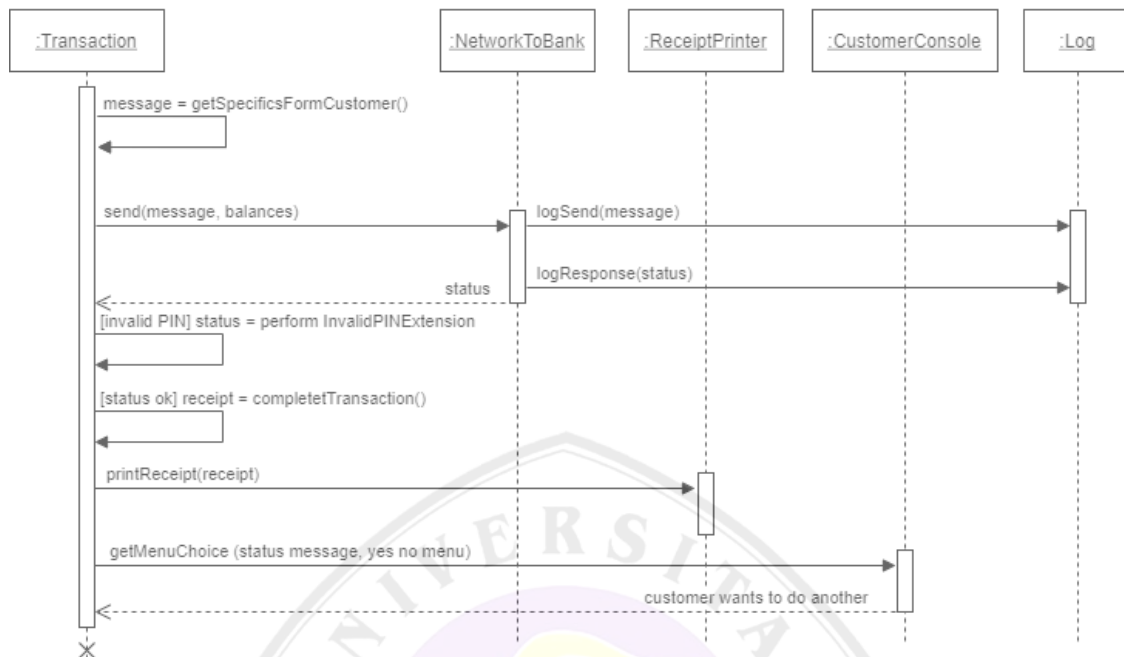 :Transaction
:NetworkToBank
:ReceiptPrinter
:CustomerConsole
:Log
message = getSpecificsFormCustomer()
send(message, balances)
logSend(message)
logResponse(status)
status
[invalid PIN] status = perform InvalidPINExtension
[status ok] receipt = completetTransaction()
printReceipt(receipt)
getMenuChoice (status message, yes no menu)
customer wants to do another
UNIVERSITA